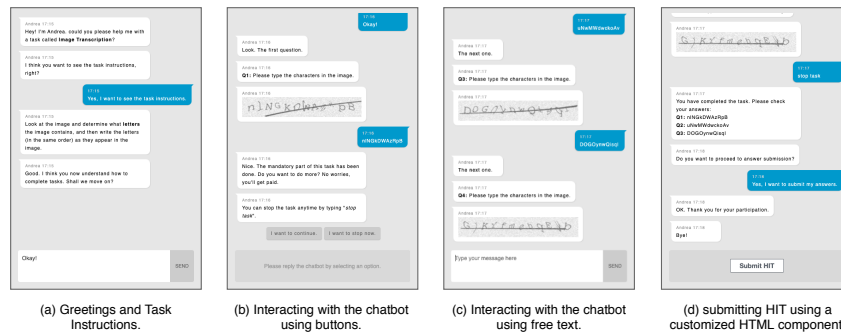 Andrea 17:15
Hey! I'm Andrea. could you please help me with
a task called Image Transcription?
Andrea 17:15
I think you want to see the task instructions,
right?
17:15
Yes, I want to see the task instructions.
Andrea 17:15
Look at the image and determine what letters
the image contains, and then write the letters
(in the same order) as they appear in the
image.
Andrea 17:15
Good. I think you now understand how to
complete tasks. Shall we move on?
Okay!
SEND
(a) Greetings and Task
Instructions.
17:16
Okay!
Andrea 17:16
Look. The first question.
Andrea 17:16
Q1: Please type the characters in the image.
Andrea 17:16
17:16
nlNGkDWAzRpB
Andrea 17:16
Nice. The mandatory part of this task has been
done. Do you want to do more? No worries,
you'll get paid.
Andrea 17:16
You can stop the task anytime by typing "stop
task".
I want to continue. I want to stop now.
Please reply the chatbot by selecting an option.
(b) Interacting with the chatbot
using buttons.
17:17
uNwMWdwckoAv
Andrea 17:17
The next one.
Andrea 17:17
Q3: Please type the characters in the image.
Andrea 17:17
17:17
DOGOynwQisqI
Andrea 17:17
The next one.
Andrea 17:17
Q4: Please type the characters in the image.
Andrea 17:17
Type your message here
SEND
(c) Interacting with the chatbot
using free text.
Andrea 17:17
17:18
stop task
Andrea 17:18
You have completed the task. Please check
your answers:
Q1: nlNGkDWAzRpB
Q2: uNwMWdwckoAv
Q3: DOGOynwQisqI
Andrea 17:18
Do you want to proceed to answer submission?
17:18
Yes, I want to submit my answers.
Andrea 17:18
OK. Thank you for your participation.
Andrea 17:18
Bye!
Submit HIT
(d) submitting HIT using a
customized HTML component